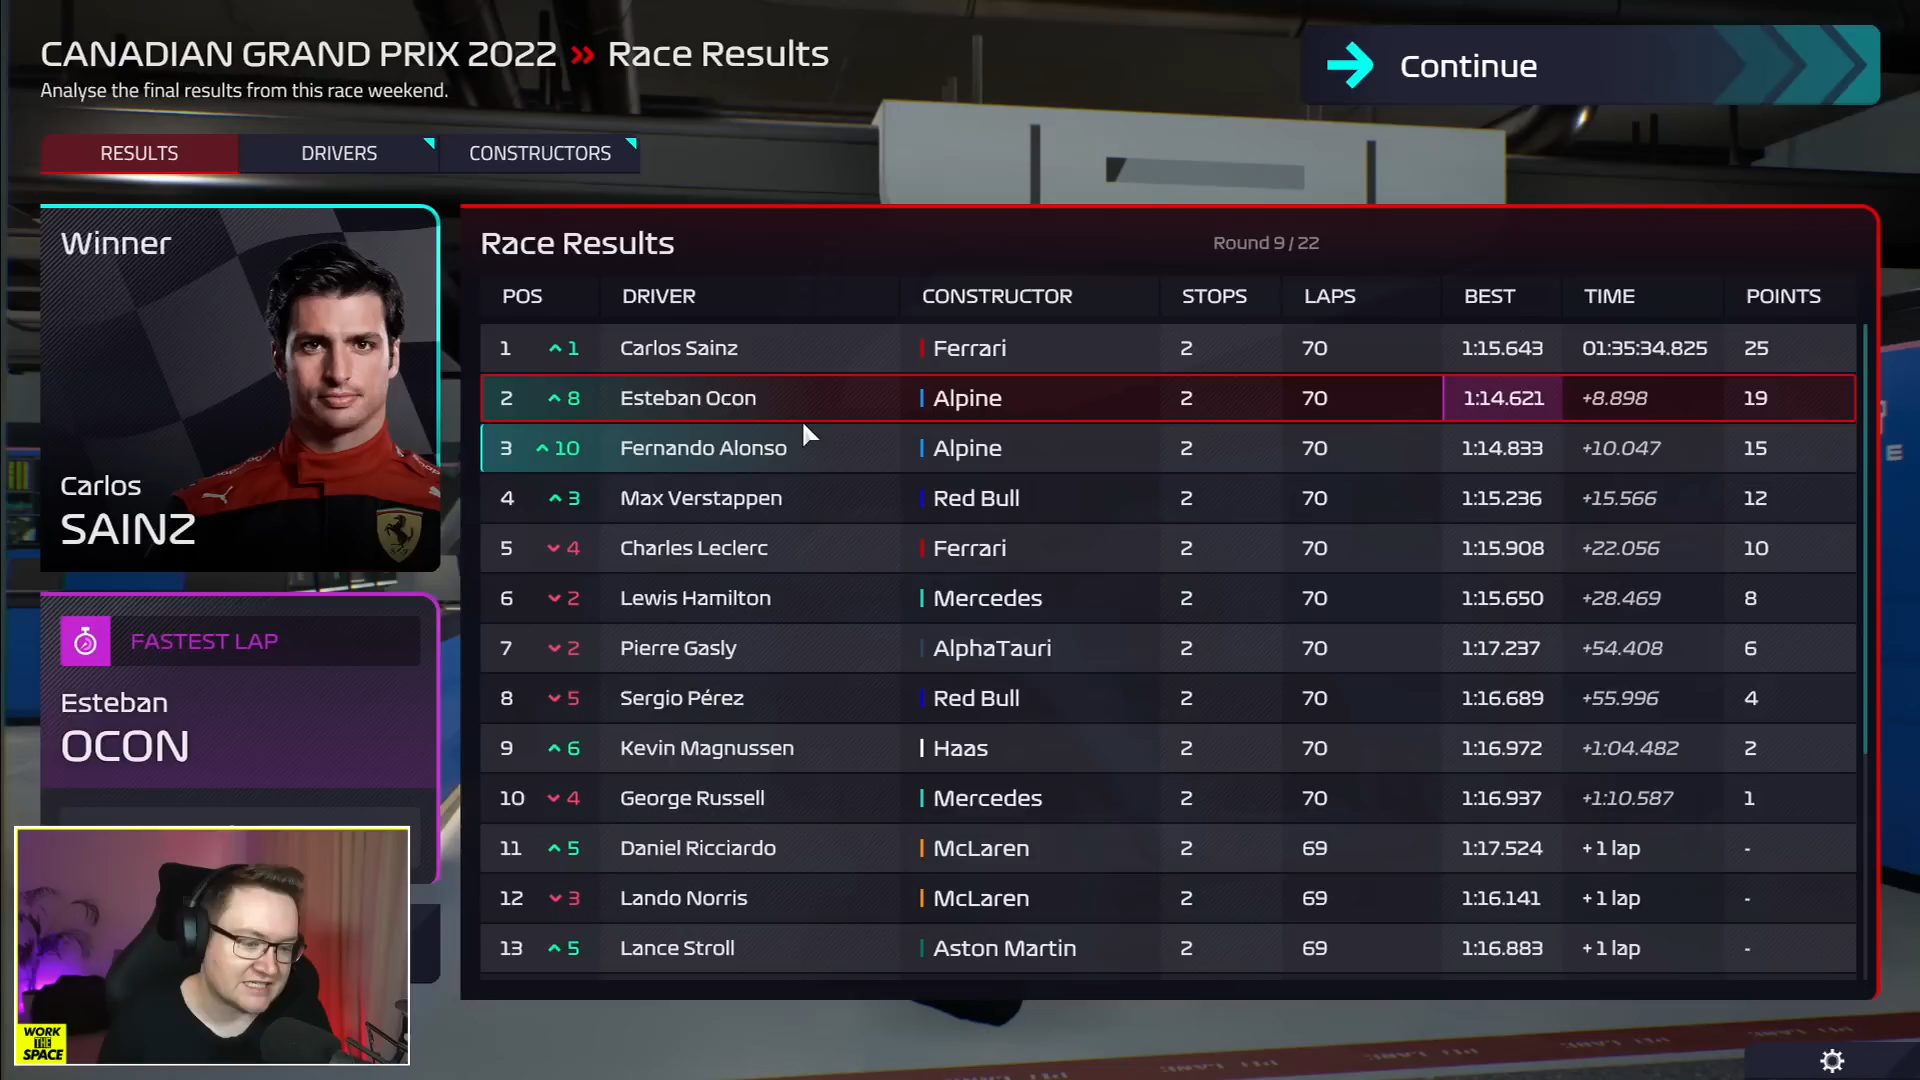 CANADIAN GRAND PRIX 2022 » Race Results
Analyse the final results from this race weekend.
Continue
RESULTS DRIVERS CONSTRUCTORS
Winner
Carlos
SAINZ
FASTEST LAP
Esteban
OCON
Race Results Round 9 / 22
POS DRIVER CONSTRUCTOR STOPS LAPS BEST TIME POINTS
1 1 Carlos Sainz Ferrari 2 70 1:15.643 01:35:34.825 25
2 8 Esteban Ocon Alpine 2 70 1:14.621 +8.898 19
3 10 Fernando Alonso Alpine 2 70 1:14.833 +10.047 15
4 3 Max Verstappen Red Bull 2 70 1:15.236 +15.566 12
5 4 Charles Leclerc Ferrari 2 70 1:15.908 +22.056 10
6 2 Lewis Hamilton Mercedes 2 70 1:15.650 +28.469 8
7 2 Pierre Gasly AlphaTauri 2 70 1:17.237 +54.408 6
8 5 Sergio Pérez Red Bull 2 70 1:16.689 +55.996 4
9 6 Kevin Magnussen Haas 2 70 1:16.972 +1:04.482 2
10 4 George Russell Mercedes 2 70 1:16.937 +1:10.587 1
11 5 Daniel Ricciardo McLaren 2 69 1:17.524 + 1 lap -
12 3 Lando Norris McLaren 2 69 1:16.141 + 1 lap -
13 5 Lance Stroll Aston Martin 2 69 1:16.883 + 1 lap -
WORK
THE
SPACE